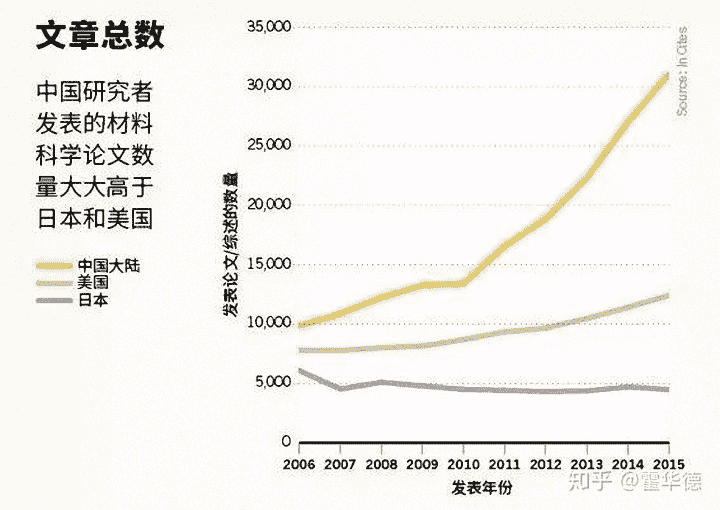 文章总数
中国研究者
发表的材料
科学论文数
量大大高于
日本和美国
中国大陆
美国
日本
发表论文/综述的数量
35,000
30,000
25,000
20,000
15,000
10,000
5,000
0
2006 2007 2008 2009 2010 2011 2012 2013 2014 2015
发表年份
Source: InCites
知乎 @霍华德